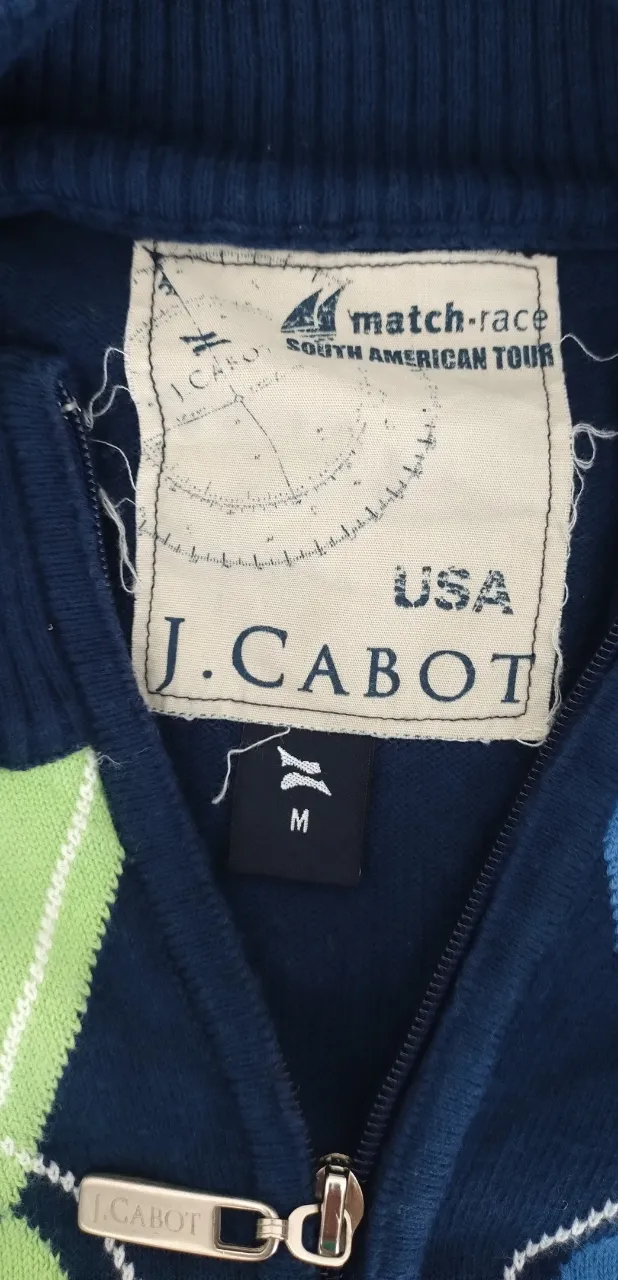 match-race
SOUTH AMERICAN TOUR
J CABOT
USA
J. CABOT
M
J.CABOT